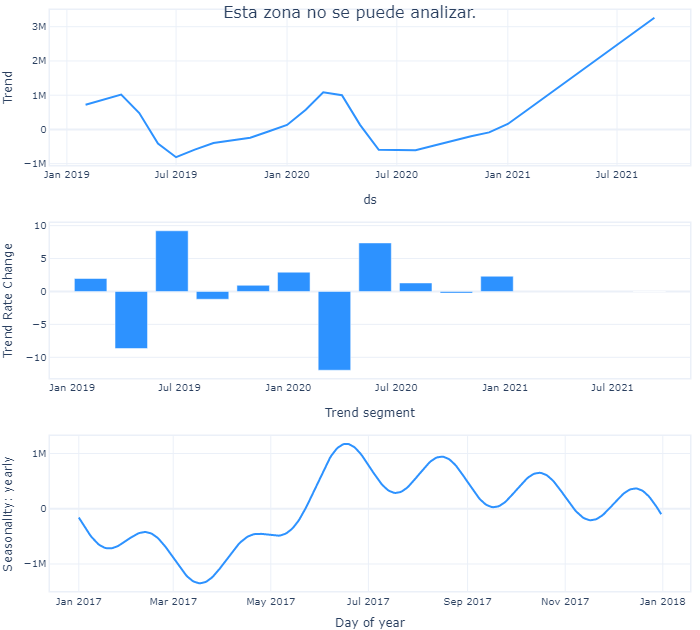 Esta zona no se puede analizar.
3M
2M
1M
0
−1M
Trend
Jan 2019
Jul 2019
Jan 2020
Jul 2020
Jan 2021
Jul 2021
ds
10
5
0
−5
−10
Trend Rate Change
Jan 2019
Jul 2019
Jan 2020
Jul 2020
Jan 2021
Jul 2021
Trend segment
1M
0
−1M
Seasonality: yearly
Jan 2017
Mar 2017
May 2017
Jul 2017
Sep 2017
Nov 2017
Jan 2018
Day of year